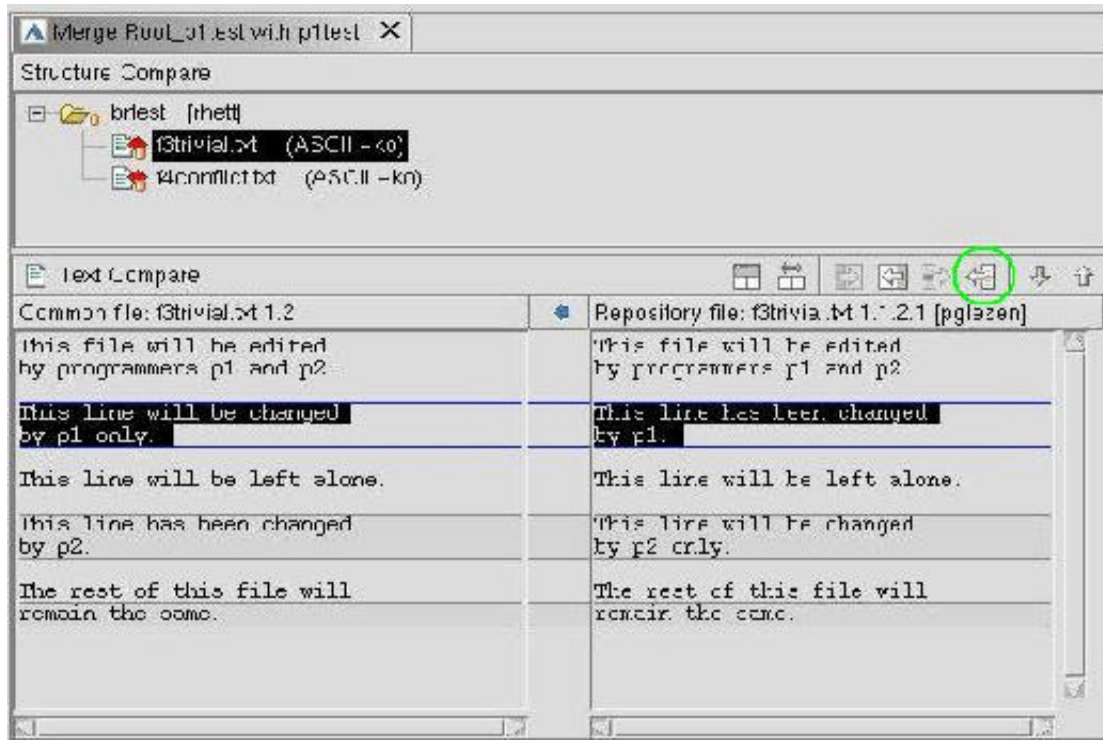 Merge Root_p1test with p1test
Structure Compare
brtest [rhett]
f3trivial.txt (ASCII -ko)
f4conflict.txt (ASCII -ko)
Text Compare
Common file: f3trivial.txt 1.2
Repository file: f3trivial.txt 1.1.2.1 [pglezen]
This file will be edited
by programmers p1 and p2
This line will be changed
by p1 only.
This line will be left alone.
This line has been changed
by p2.
The rest of this file will
remain the same.
This file will be edited
by programmers p1 and p2
This line has been changed
by p1.
This line will be left alone.
This line will be changed
by p2 only.
The rest of this file will
remain the same.